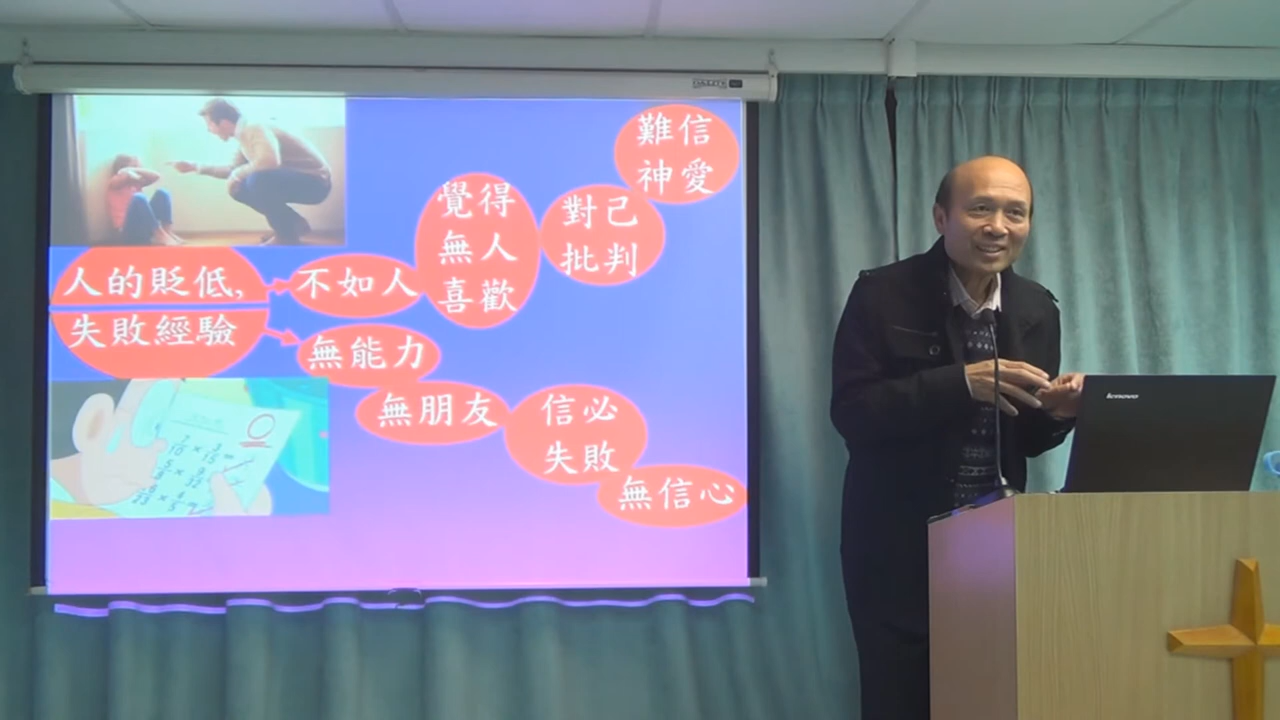 難信
神愛
覺得
無人
喜歡
對己
批判
人的貶低,
失敗經驗
不如人
無能力
無朋友
信必
失敗
無信心
lenovo